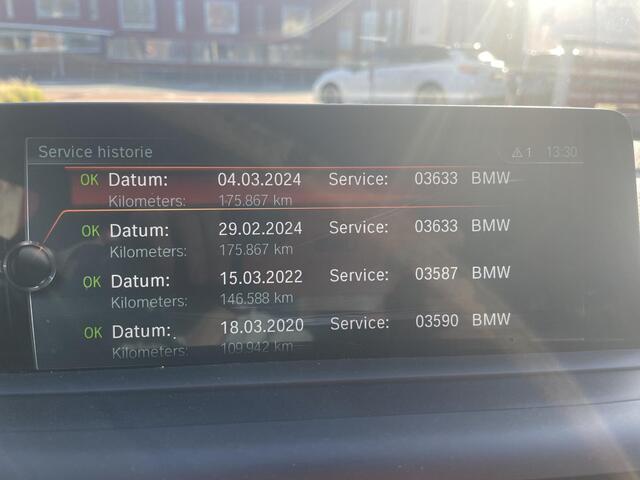 Service historie ⚠1 13:30
OK Datum: 04.03.2024 Service: 03633 BMW
Kilometers: 175.867 km
OK Datum: 29.02.2024 Service: 03633 BMW
Kilometers: 175.867 km
OK Datum: 15.03.2022 Service: 03587 BMW
Kilometers: 146.588 km
OK Datum: 18.03.2020 Service: 03590 BMW
Kilometers: 109.942 km